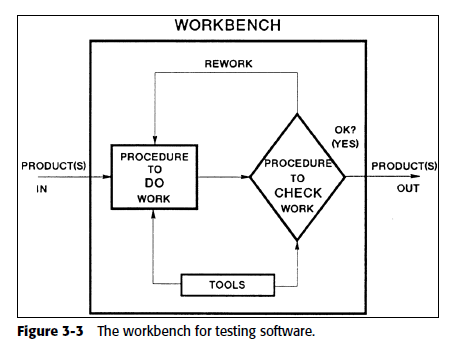 WORKBENCH
REWORK
OK?
(YES)
PRODUCT(S)
IN
PROCEDURE
TO
DO
WORK
PROCEDURE
TO
CHECK
WORK
PRODUCT(S)
OUT
TOOLS
Figure 3-3 The workbench for testing software.